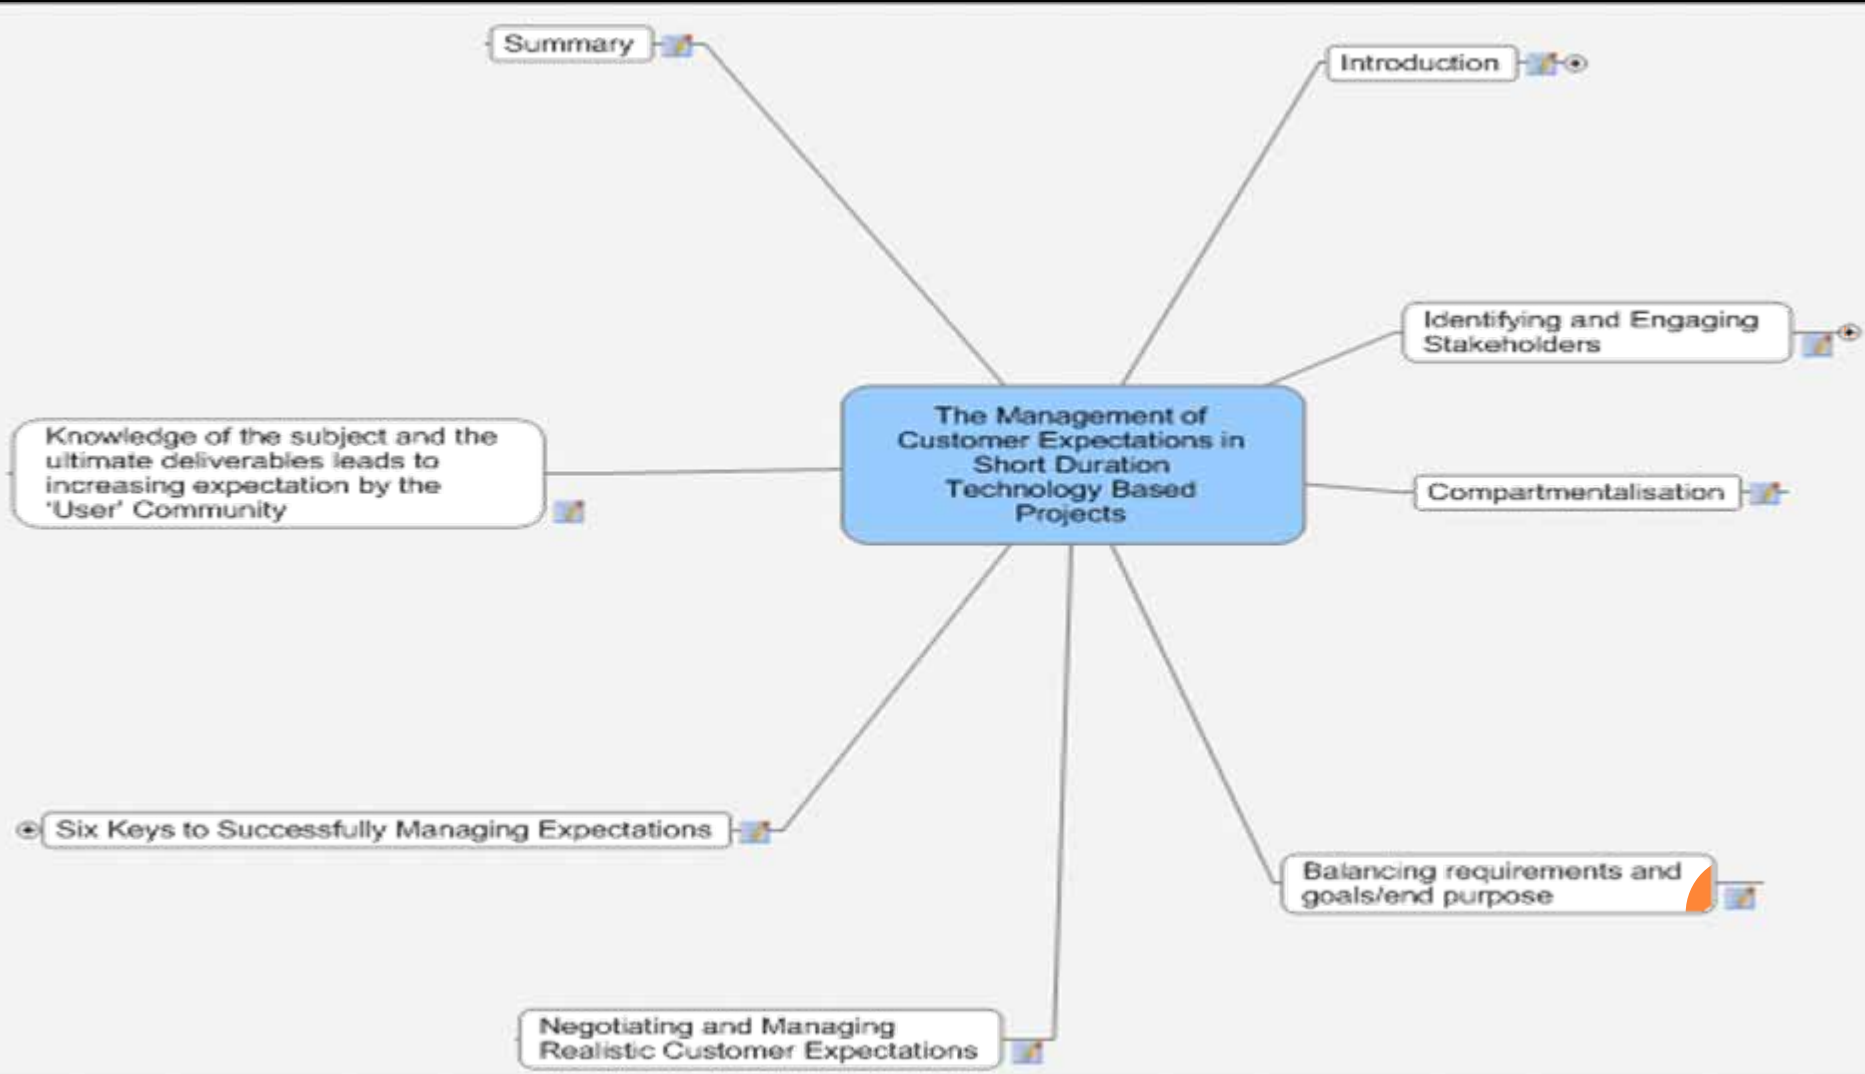 Summary
Introduction
Identifying and Engaging
Stakeholders
The Management of
Customer Expectations in
Short Duration
Technology Based
Projects
Knowledge of the subject and the
ultimate deliverables leads to
increasing expectation by the
‘User’ Community
Compartmentalisation
Six Keys to Successfully Managing Expectations
Balancing requirements and
goals/end purpose
Negotiating and Managing
Realistic Customer Expectations